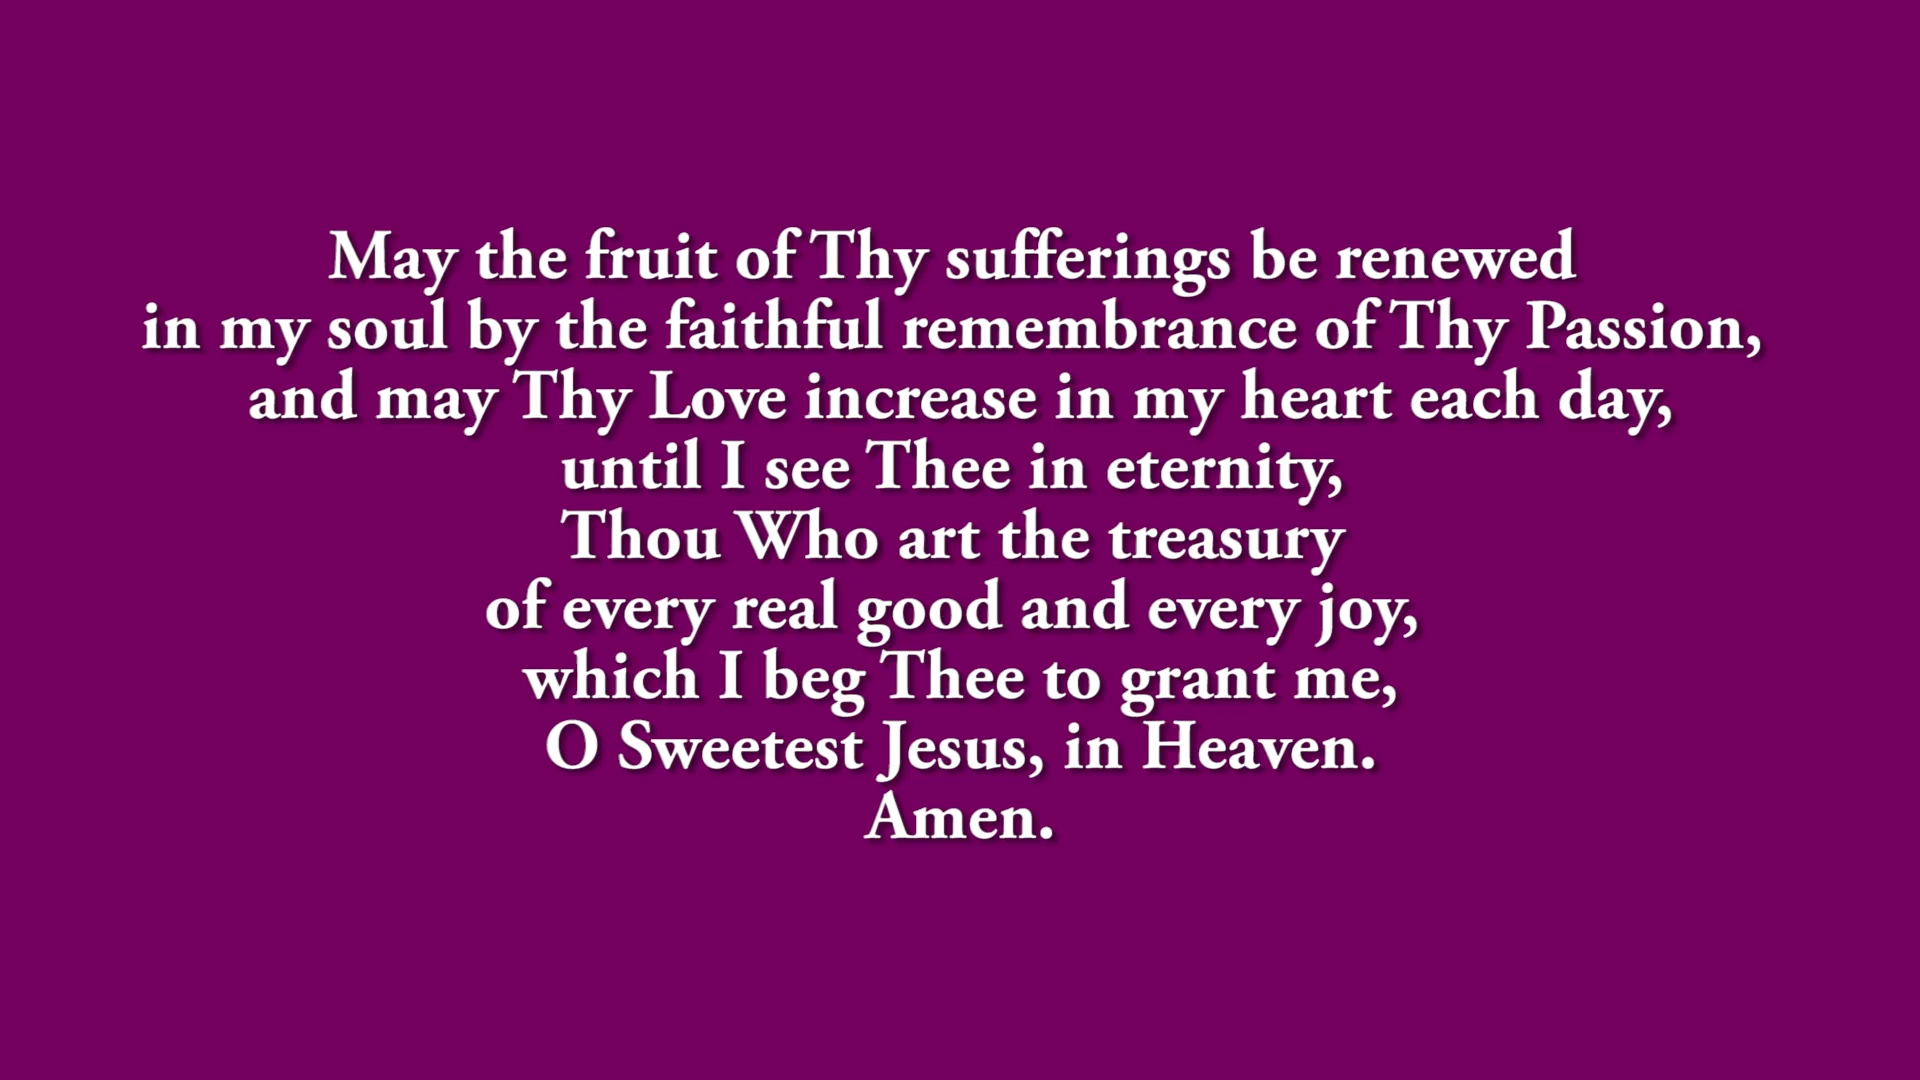 May the fruit of Thy sufferings be renewed
in my soul by the faithful remembrance of Thy Passion,
and may Thy Love increase in my heart each day,
until I see Thee in eternity,
Thou Who art the treasury
of every real good and every joy,
which I beg Thee to grant me,
O Sweetest Jesus, in Heaven.
Amen.